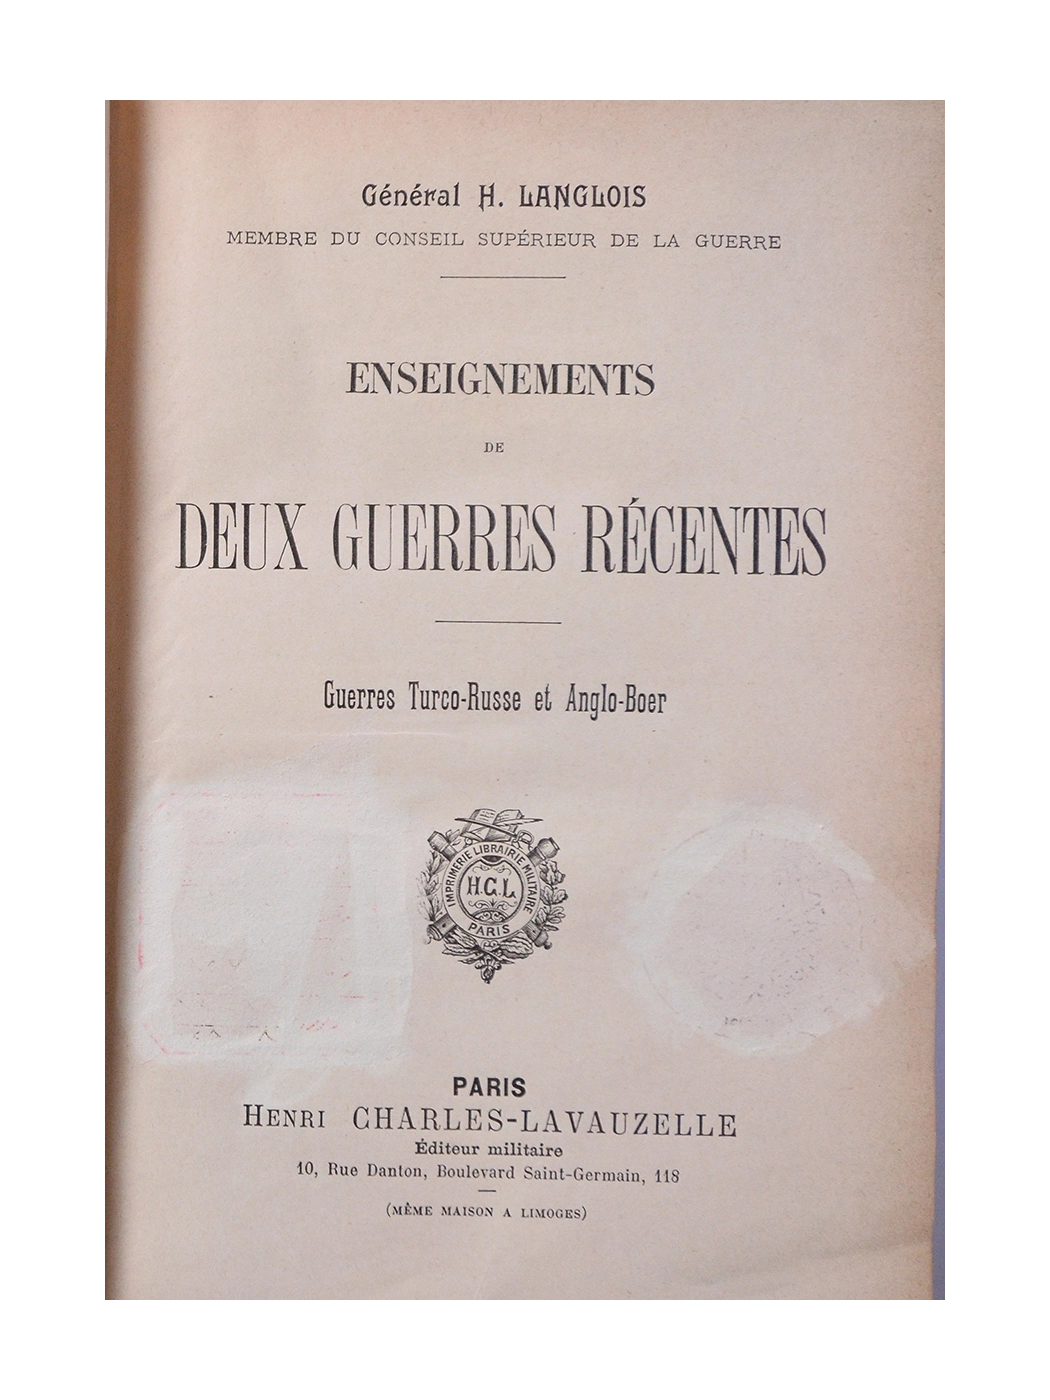 Général H. LANGLOIS
MEMBRE DU CONSEIL SUPÉRIEUR DE LA GUERRE
ENSEIGNEMENTS
DE
DEUX GUERRES RÉCENTES
Guerres Turco-Russe et Anglo-Boer
IMPRIMERIE LIBRAIRIE MILITAIRE
H.C.L
PARIS
PARIS
HENRI CHARLES-LAVAUZELLE
Éditeur militaire
10, Rue Danton, Boulevard Saint-Germain, 118
(MÊME MAISON A LIMOGES)